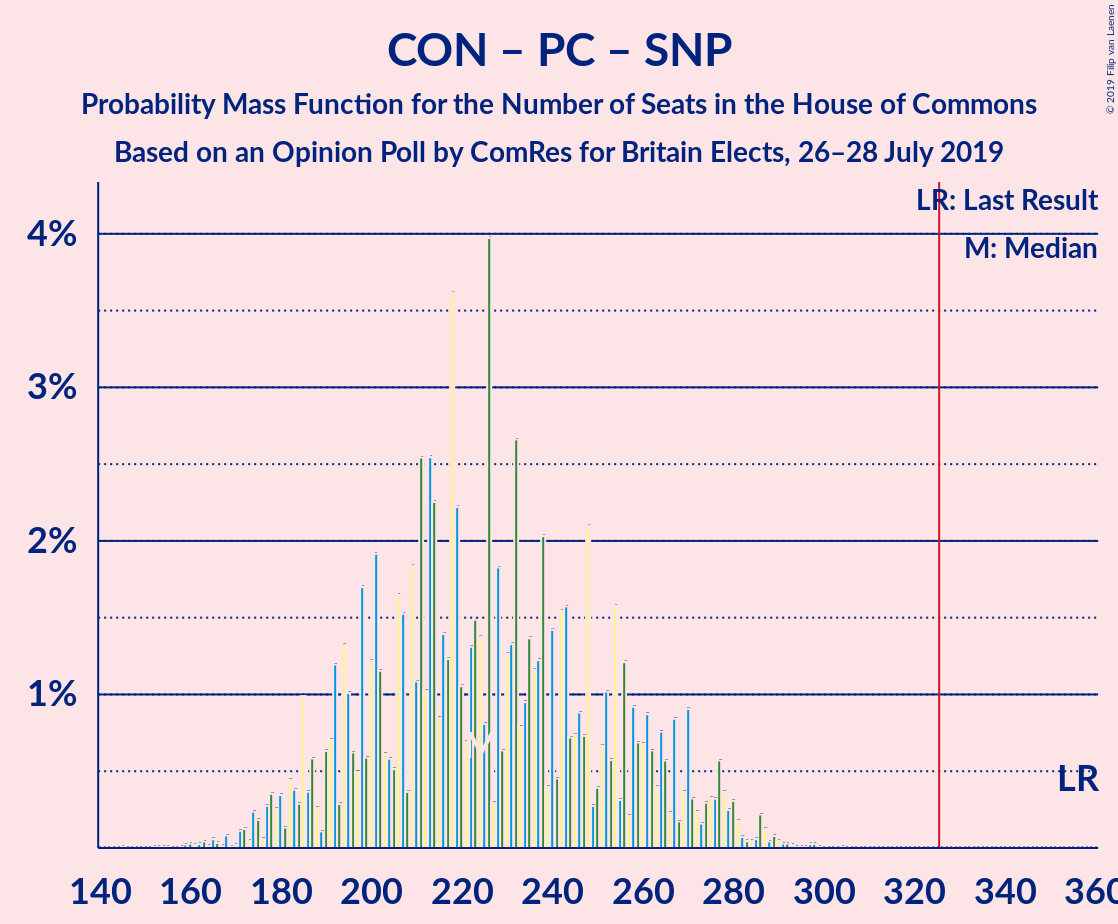 CON – PC – SNP
Probability Mass Function for the Number of Seats in the House of Commons
Based on an Opinion Poll by ComRes for Britain Elects, 26–28 July 2019
© 2019 Filip van Laenen
LR: Last Result
M: Median
4%
3%
2%
1%
LR
140 160 180 200 220 240 260 280 300 320 340 360